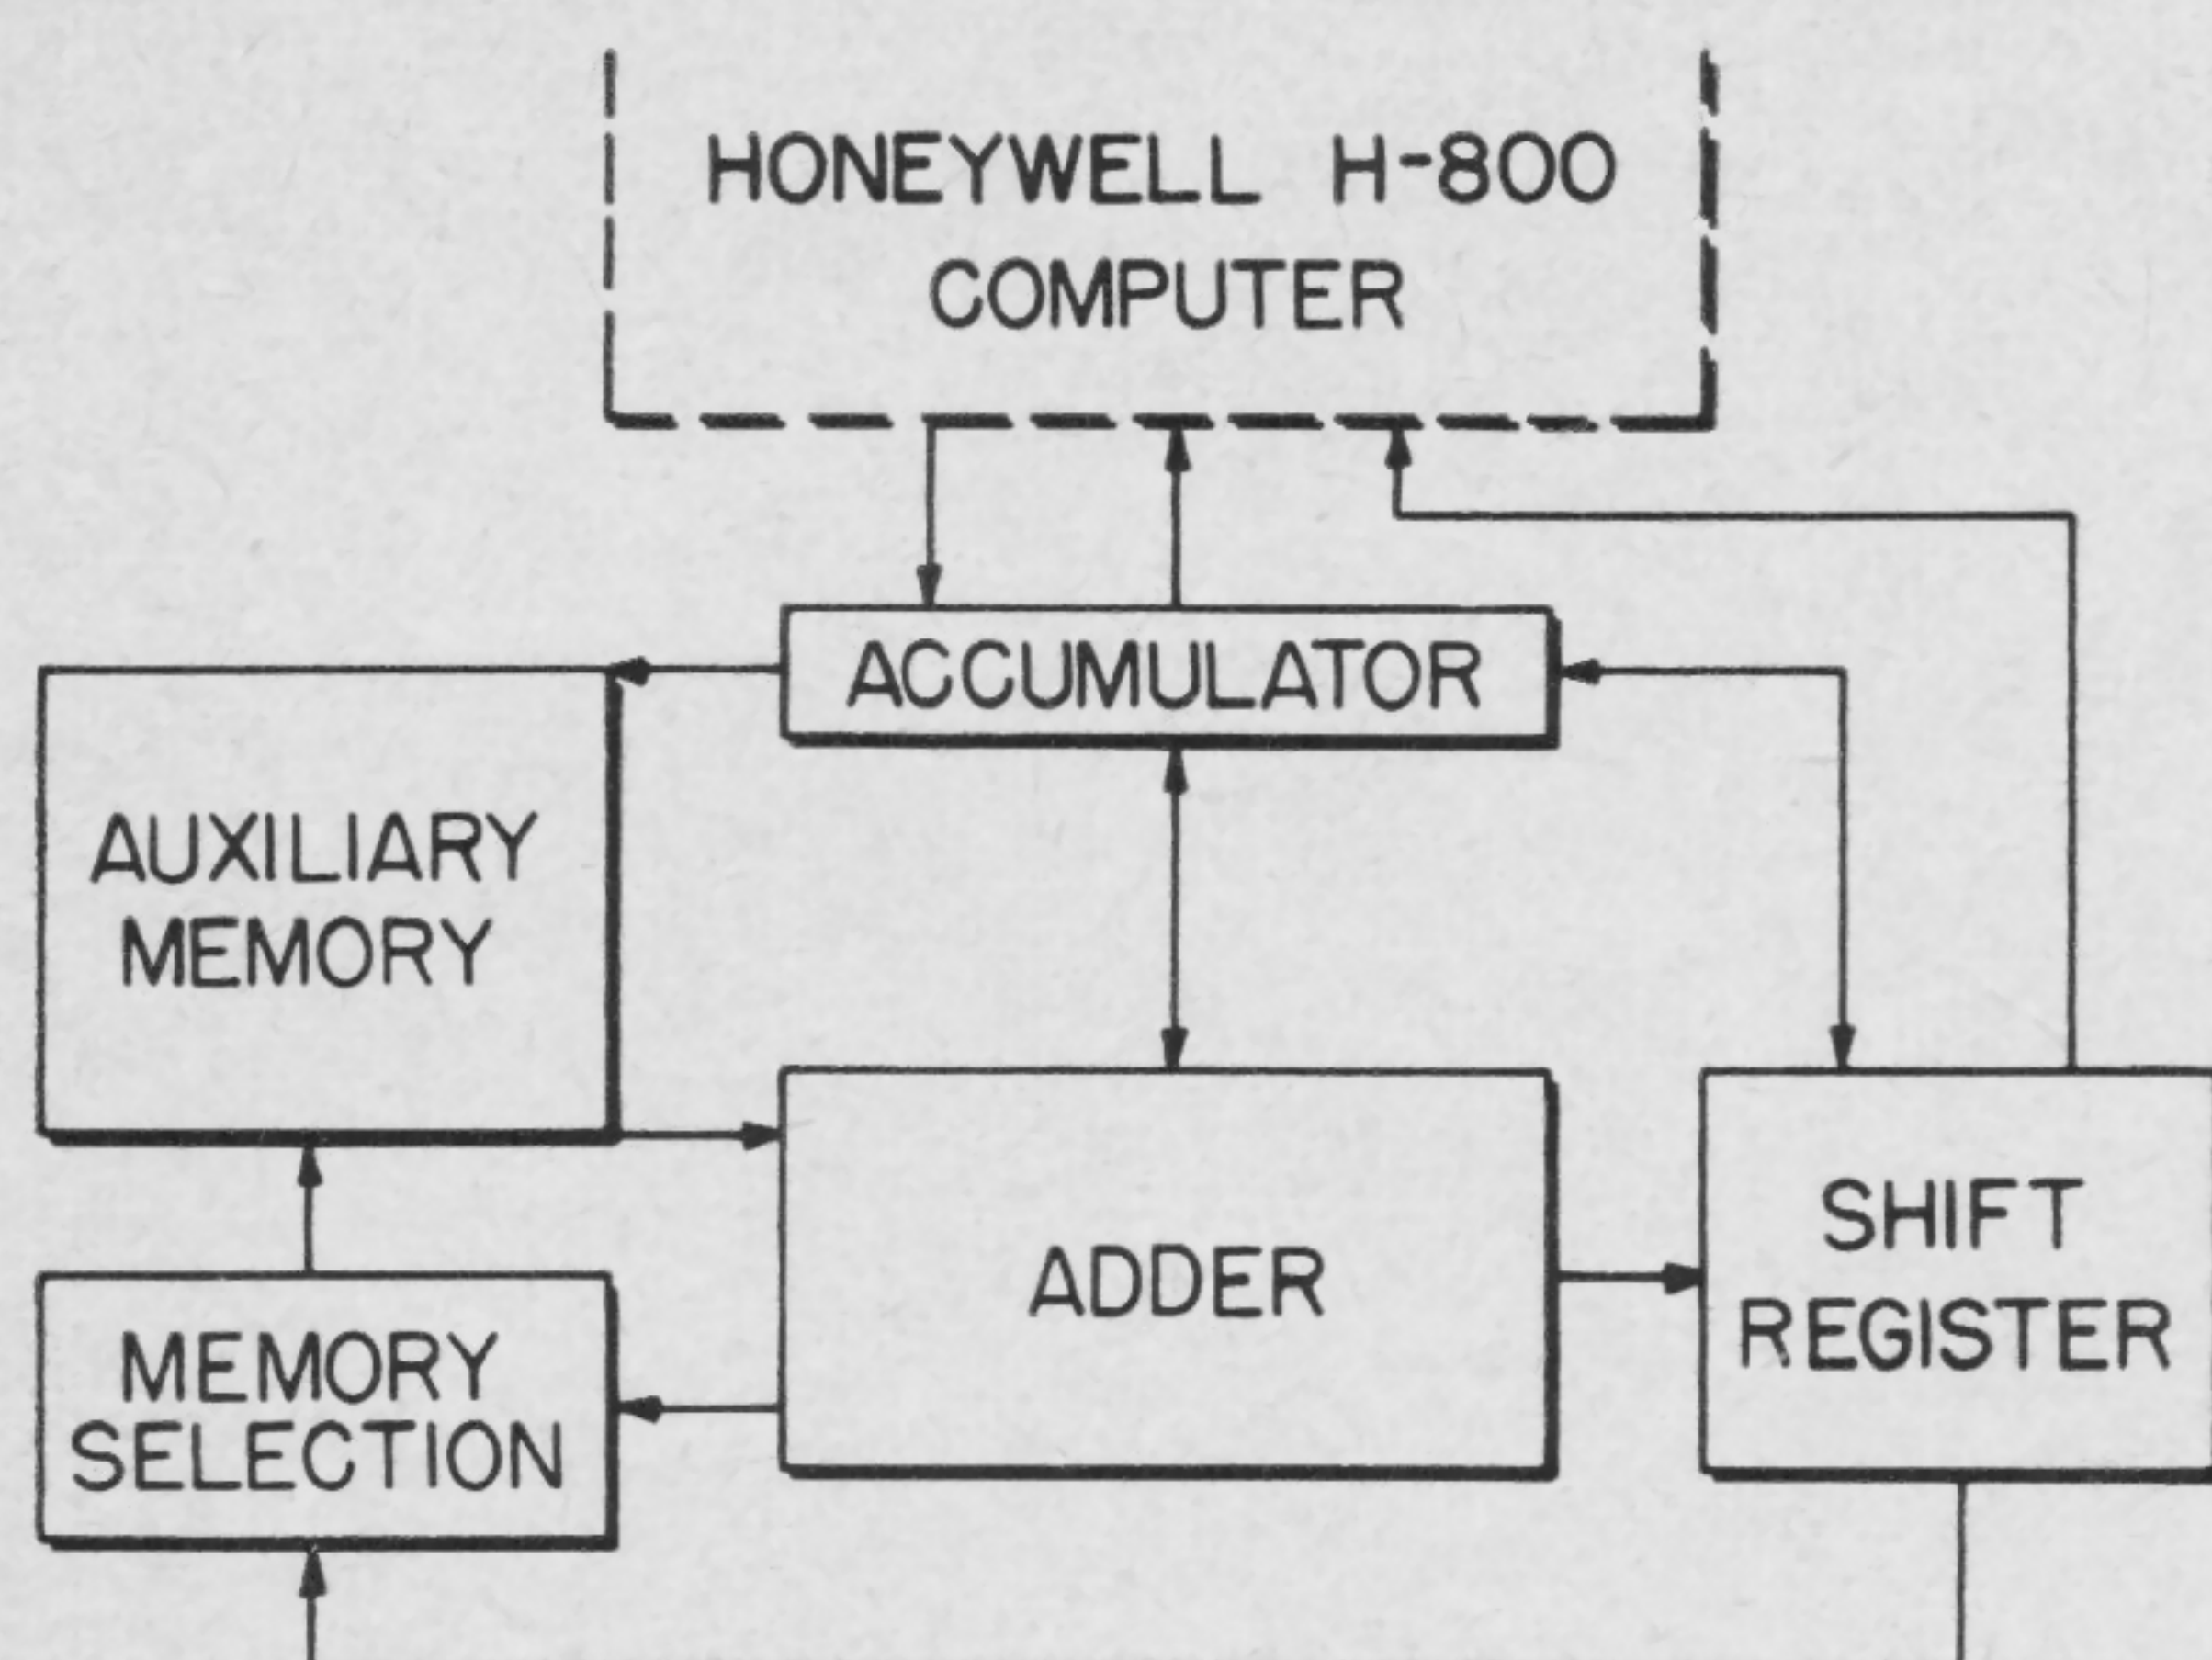 HONEYWELL H-800
COMPUTER
ACCUMULATOR
AUXILIARY
MEMORY
ADDER
SHIFT
REGISTER
MEMORY
SELECTION